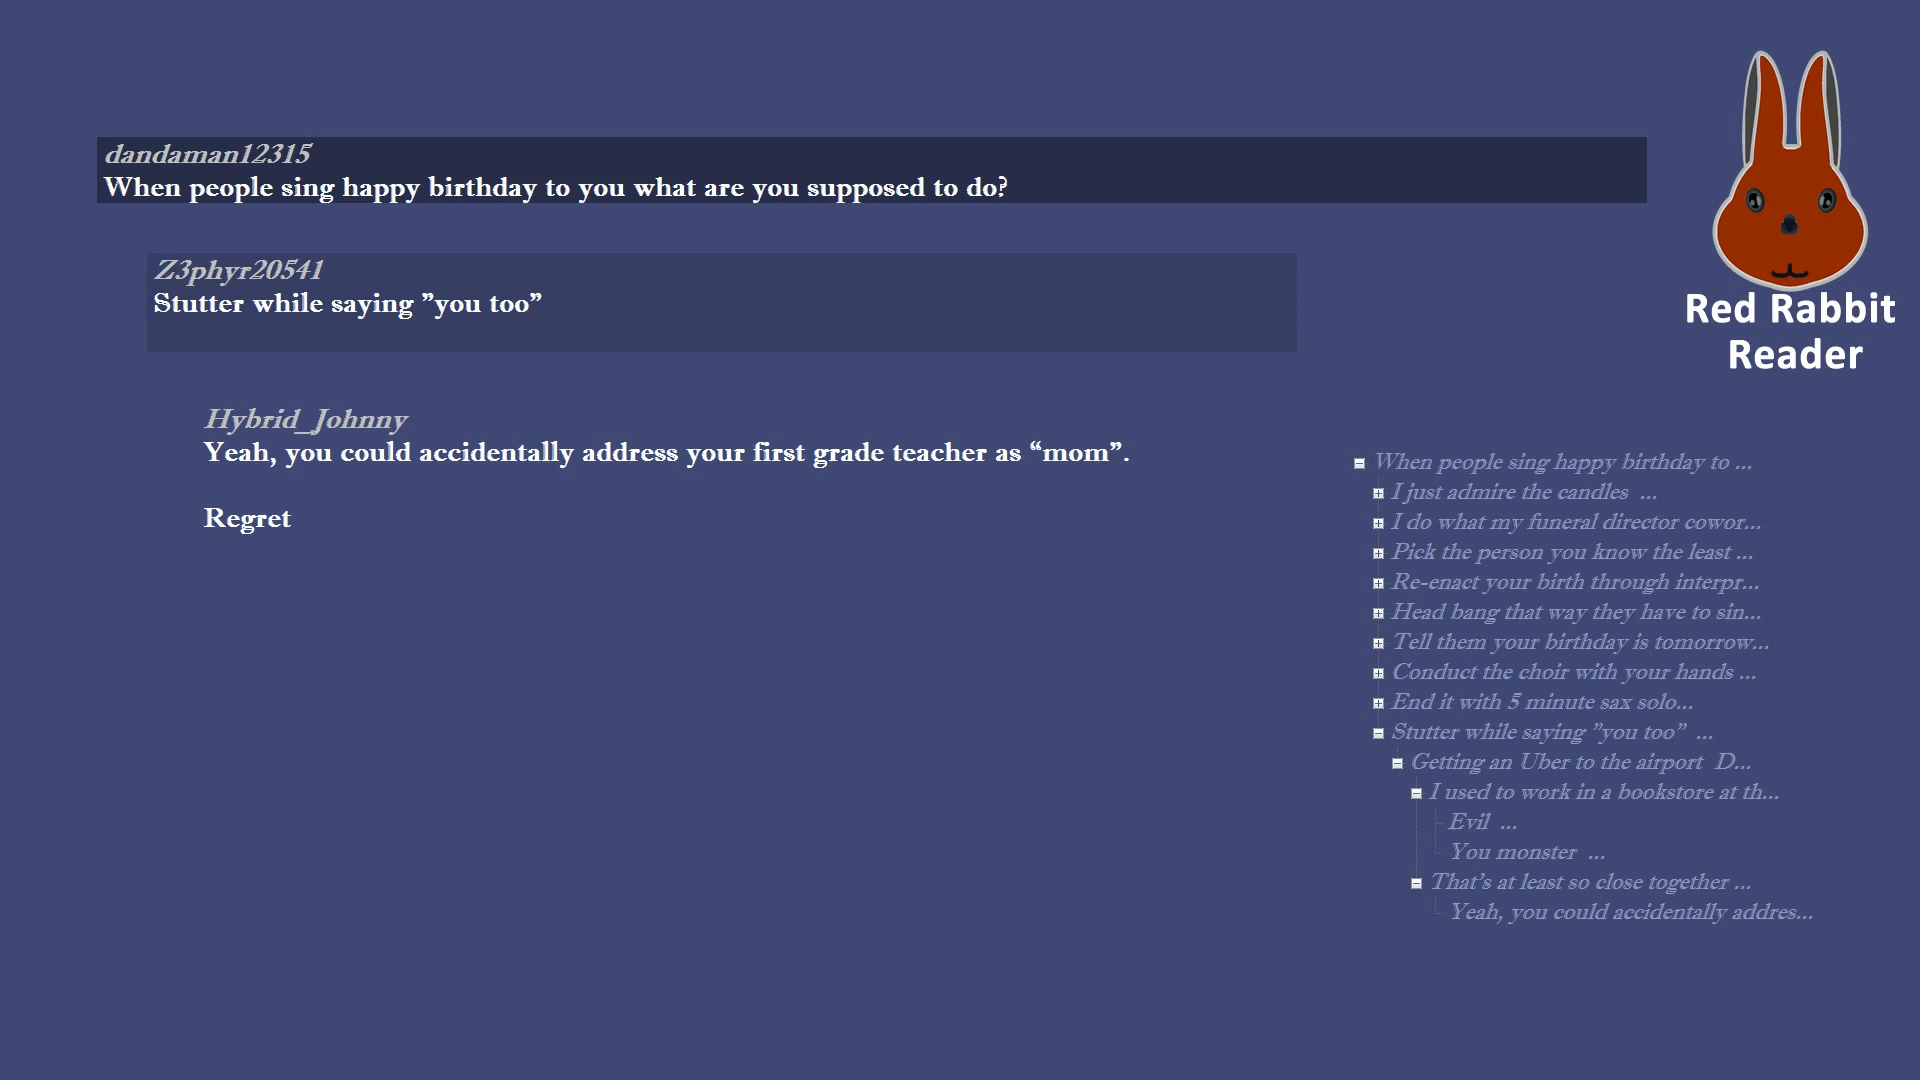 dandaman12315
When people sing happy birthday to you what are you supposed to do?
Z3phyr20541
Stutter while saying ”you too”
Hybrid_Johnny
Yeah, you could accidentally address your first grade teacher as “mom”.
Regret
Red Rabbit
Reader
When people sing happy birthday to ...
I just admire the candles ...
I do what my funeral director cowor...
Pick the person you know the least ...
Re-enact your birth through interpr...
Head bang that way they have to sin...
Tell them your birthday is tomorrow...
Conduct the choir with your hands ...
End it with 5 minute sax solo...
Stutter while saying ”you too” ...
Getting an Uber to the airport D...
I used to work in a bookstore at th...
Evil ...
You monster ...
That's at least so close together ...
Yeah, you could accidentally addres...